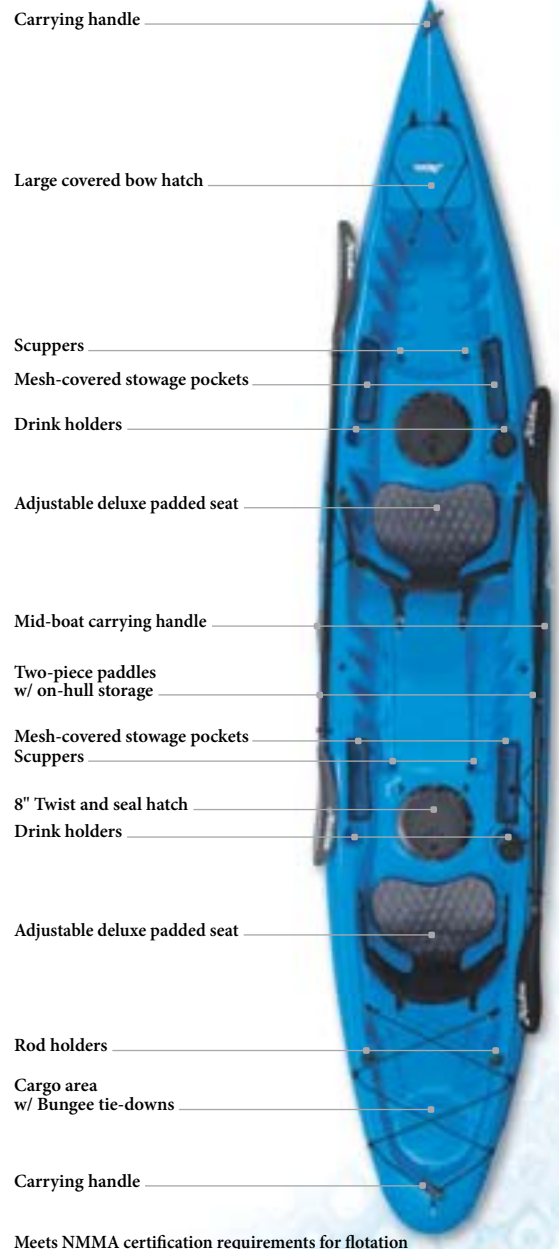 Carrying handle
Large covered bow hatch
Scuppers
Mesh-covered stowage pockets
Drink holders
Adjustable deluxe padded seat
Mid-boat carrying handle
Two-piece paddles
w/ on-hull storage
Mesh-covered stowage pockets
Scuppers
8" Twist and seal hatch
Drink holders
Adjustable deluxe padded seat
Rod holders
Cargo area
w/ Bungee tie-downs
Carrying handle
Meets NMMA certification requirements for flotation